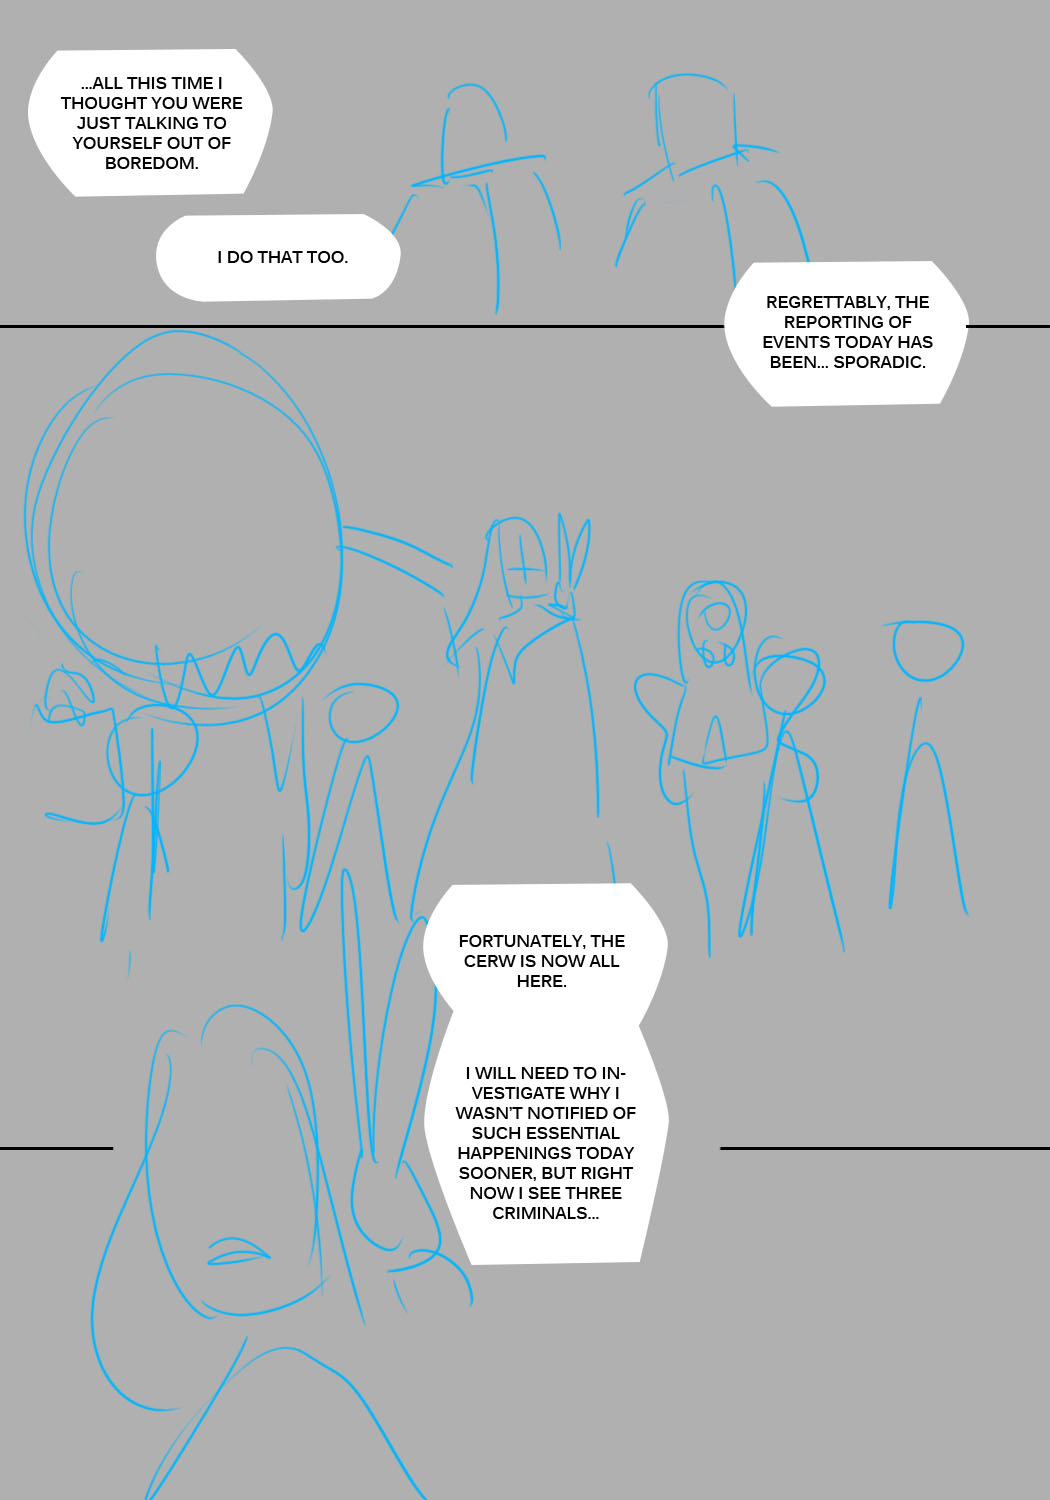 ...ALL THIS TIME I
THOUGHT YOU WERE
JUST TALKING TO
YOURSELF OUT OF
BOREDOM.
I DO THAT TOO.
REGRETTABLY, THE
REPORTING OF
EVENTS TODAY HAS
BEEN... SPORADIC.
FORTUNATELY, THE
CERW IS NOW ALL
HERE.
I WILL NEED TO IN-
VESTIGATE WHY I
WASN'T NOTIFIED OF
SUCH ESSENTIAL
HAPPENINGS TODAY
SOONER, BUT RIGHT
NOW I SEE THREE
CRIMINALS...